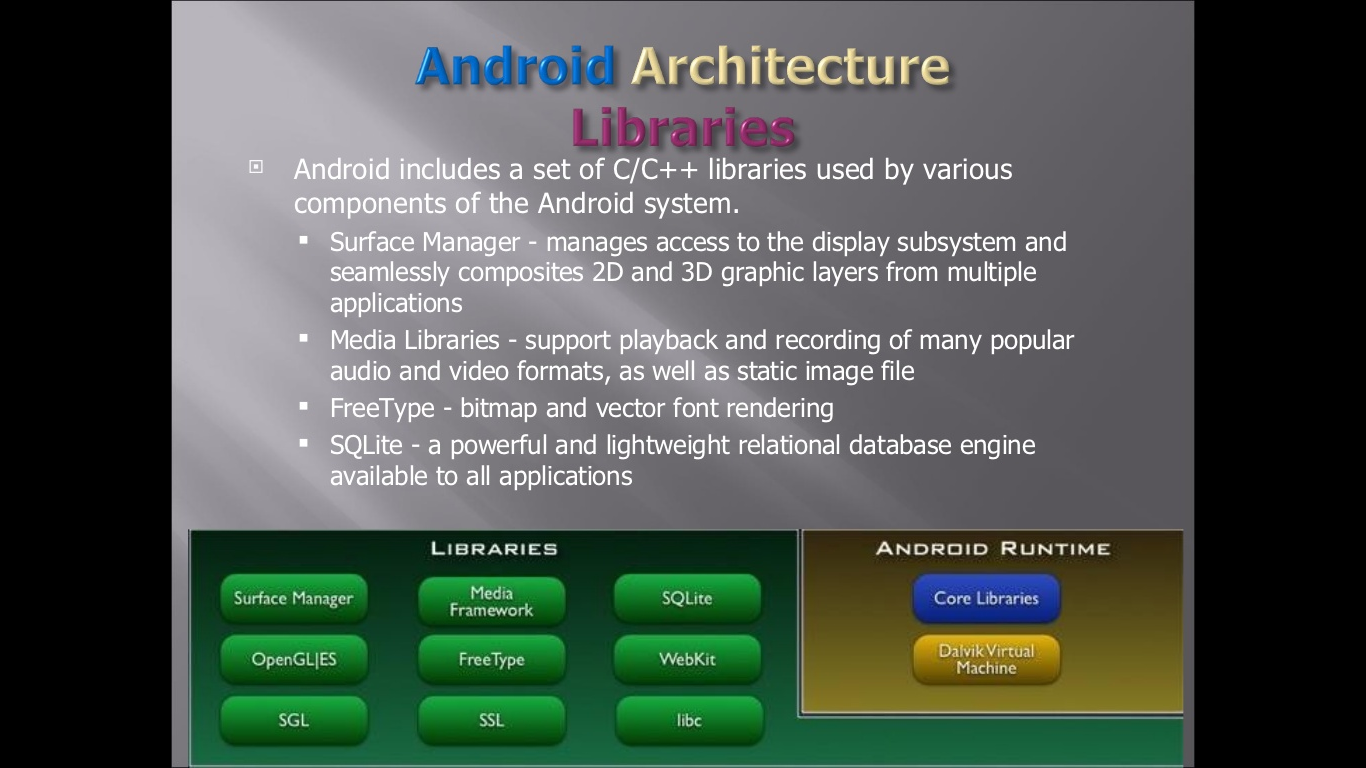 Android Architecture
Libraries
Android includes a set of C/C++ libraries used by various
components of the Android system.
Surface Manager - manages access to the display subsystem and
seamlessly composites 2D and 3D graphic layers from multiple
applications
Media Libraries - support playback and recording of many popular
audio and video formats, as well as static image file
FreeType - bitmap and vector font rendering
SQLite - a powerful and lightweight relational database engine
available to all applications
LIBRARIES
Surface Manager
Media
Framework
SQLite
OpenGL|ES
FreeType
WebKit
SGL
SSL
libc
ANDROID RUNTIME
Core Libraries
Dalvik Virtual
Machine